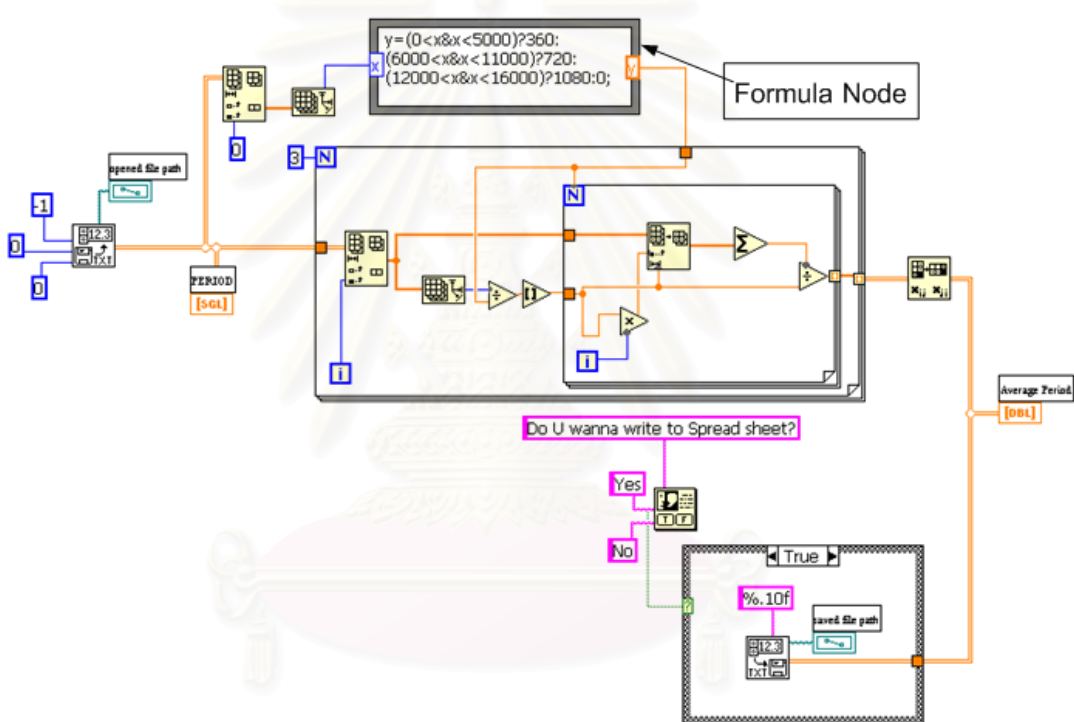 y=(0<x&x<5000)?360:
(6000<x&x<11000)?720:
(12000<x&x<16000)?1080:0;
x
y
Formula Node
0
3
N
opened file path
-1
0
0
12.3
TXT
PERIOD
[SGL]
N
i
i
x
Σ
÷
÷
[]
xij xji
Average Period
[DBL]
Do U wanna write to Spread sheet?
Yes
No
T F
True
?
%.10f
saved file path
12.3
TXT